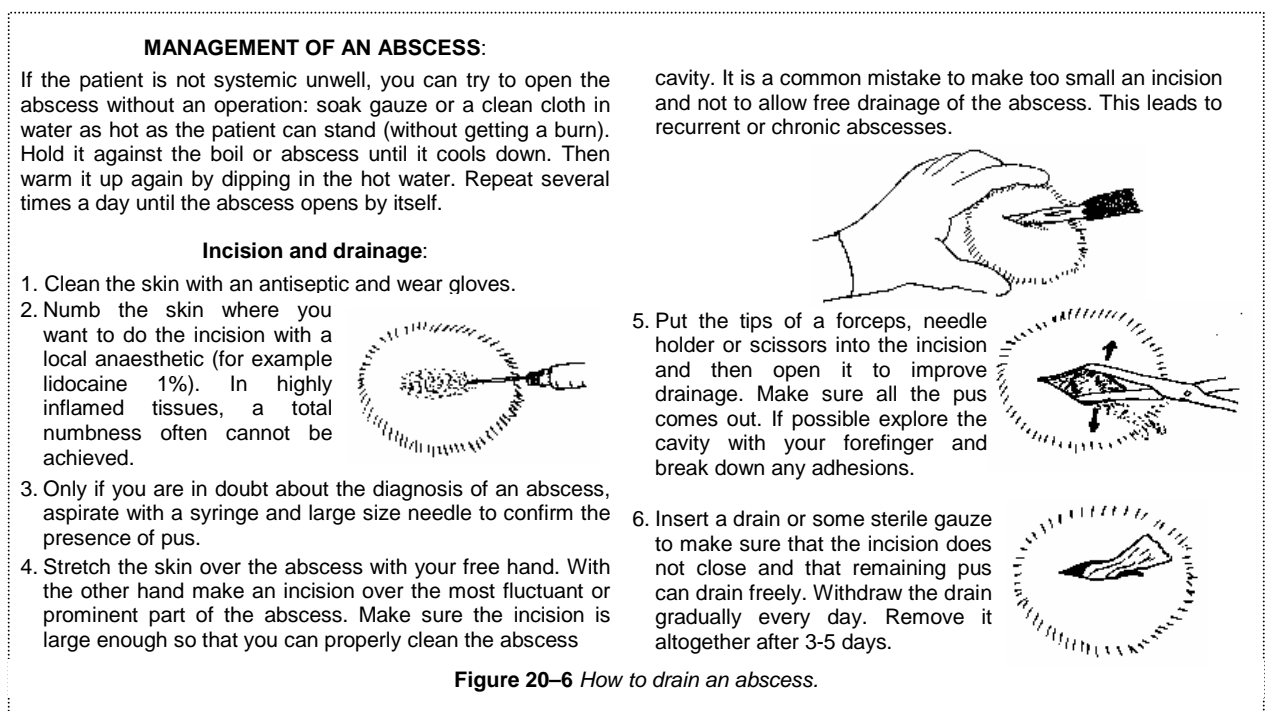 MANAGEMENT OF AN ABSCESS:
If the patient is not systemic unwell, you can try to open the
abscess without an operation: soak gauze or a clean cloth in
water as hot as the patient can stand (without getting a burn).
Hold it against the boil or abscess until it cools down. Then
warm it up again by dipping in the hot water. Repeat several
times a day until the abscess opens by itself.
Incision and drainage:
1. Clean the skin with an antiseptic and wear gloves.
2. Numb the skin where you
want to do the incision with a
local anaesthetic (for example
lidocaine 1%). In highly
inflamed tissues, a total
numbness often cannot be
achieved.
3. Only if you are in doubt about the diagnosis of an abscess,
aspirate with a syringe and large size needle to confirm the
presence of pus.
4. Stretch the skin over the abscess with your free hand. With
the other hand make an incision over the most fluctuant or
prominent part of the abscess. Make sure the incision is
large enough so that you can properly clean the abscess
cavity. It is a common mistake to make too small an incision
and not to allow free drainage of the abscess. This leads to
recurrent or chronic abscesses.
5. Put the tips of a forceps, needle
holder or scissors into the incision
and then open it to improve
drainage. Make sure all the pus
comes out. If possible explore the
cavity with your forefinger and
break down any adhesions.
6. Insert a drain or some sterile gauze
to make sure that the incision does
not close and that remaining pus
can drain freely. Withdraw the drain
gradually every day. Remove it
altogether after 3-5 days.
Figure 20–6 How to drain an abscess.